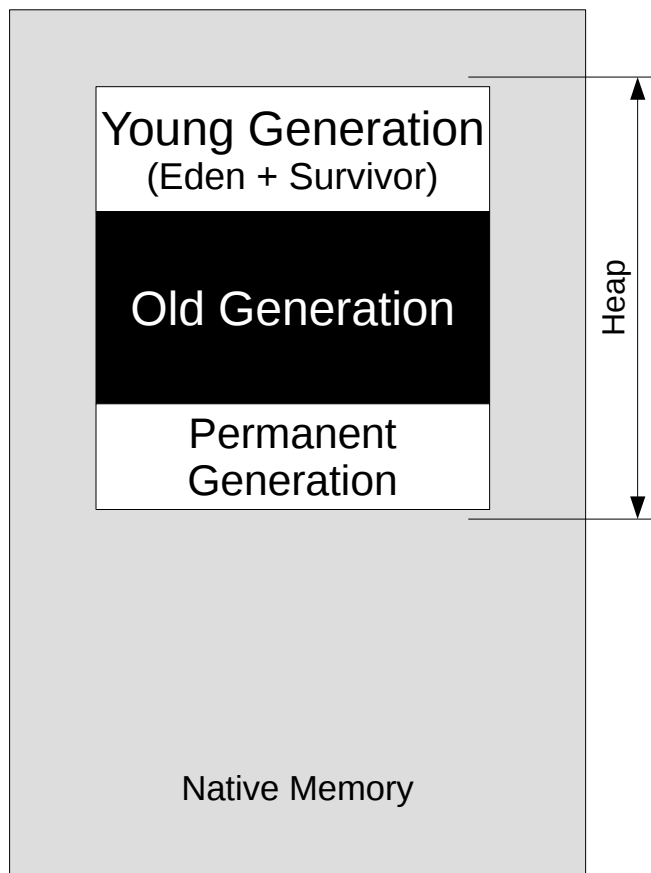 Young Generation
(Eden + Survivor)
Old Generation
Heap
Permanent
Generation
Native Memory